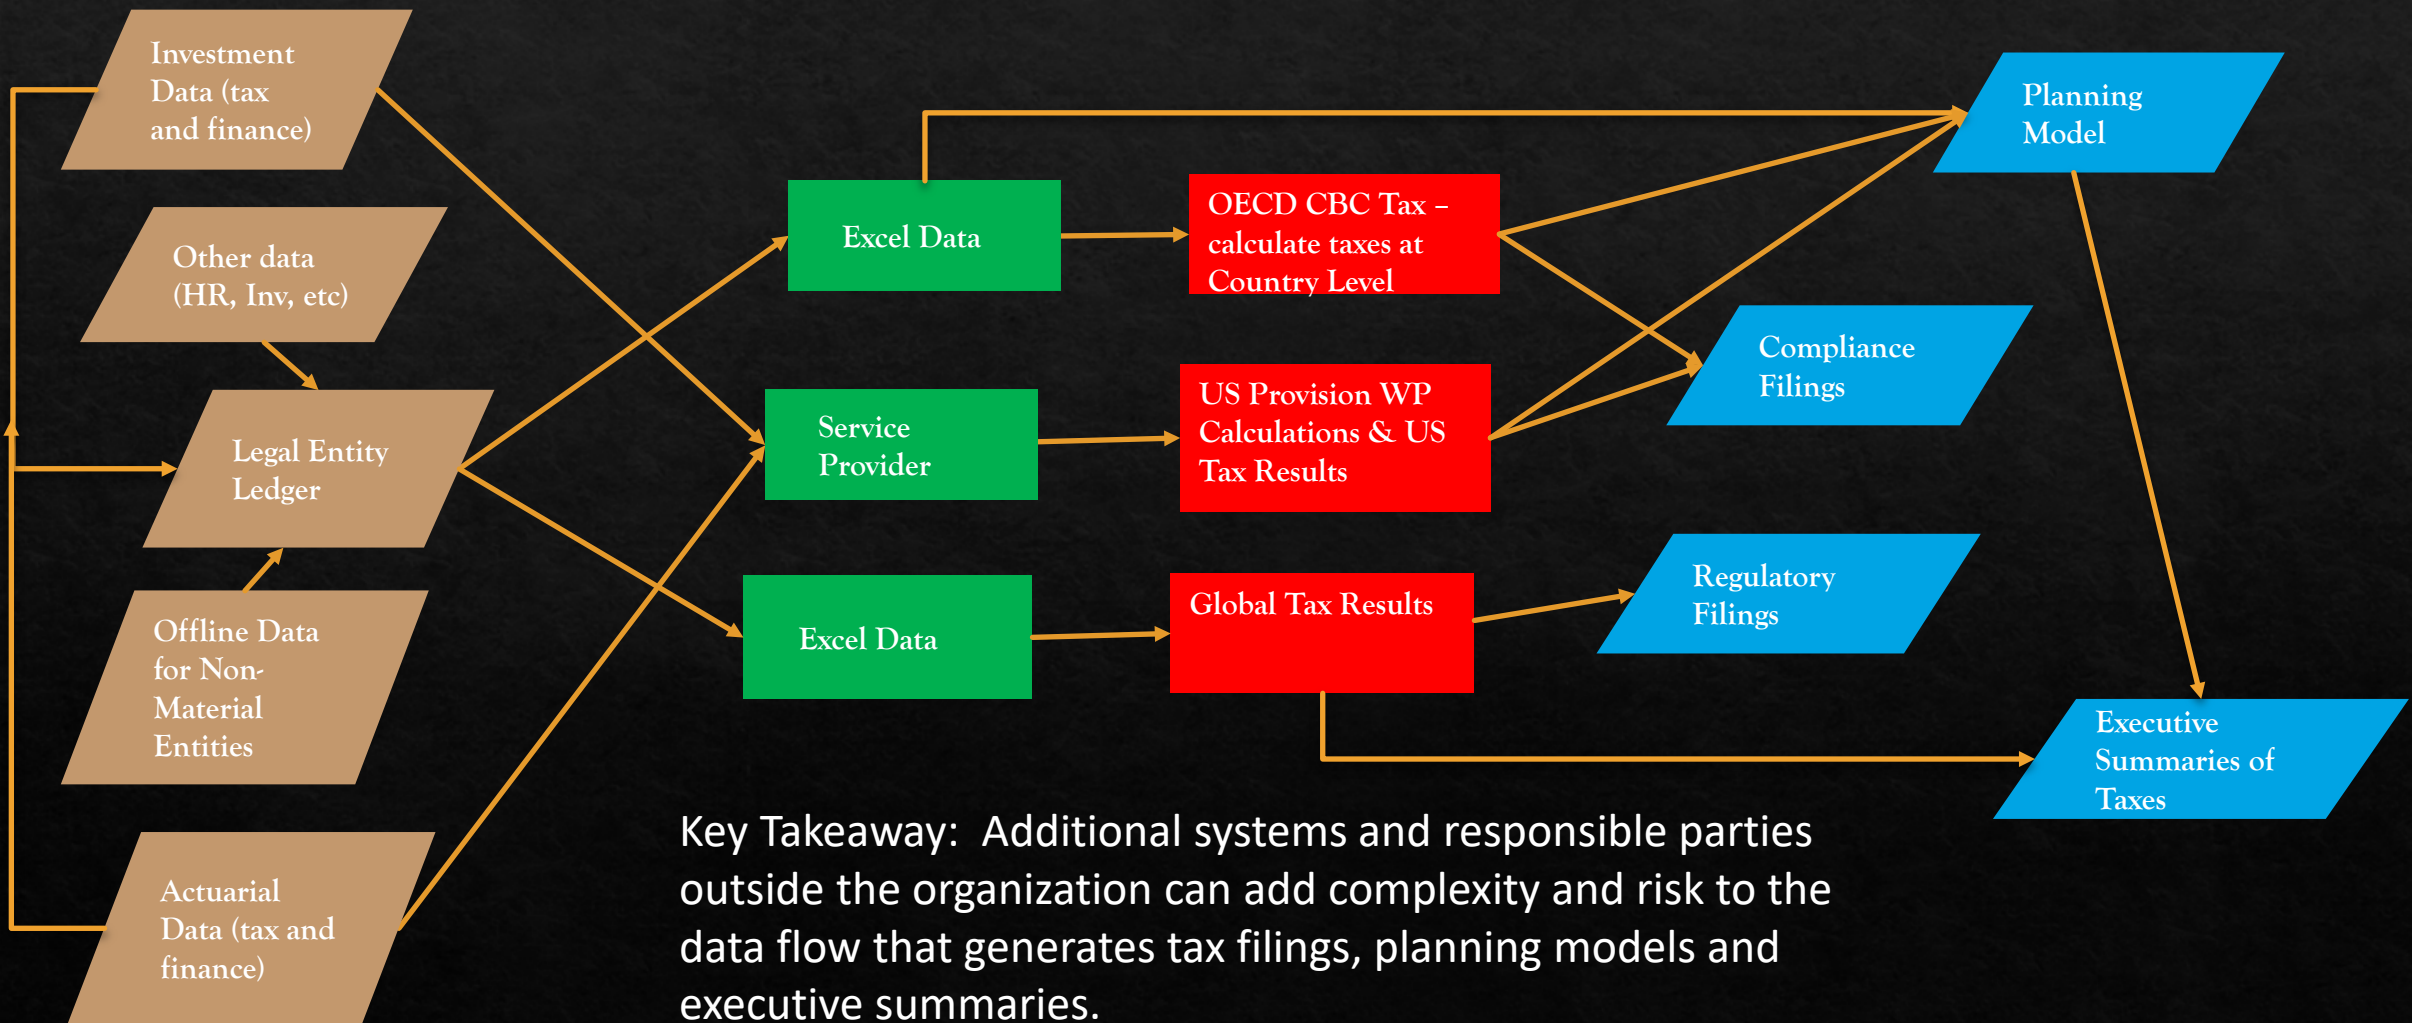 Investment
Data (tax
and finance)
Other data
(HR, Inv, etc)
Legal Entity
Ledger
Offline Data
for Non-
Material
Entities
Actuarial
Data (tax and
finance)
Excel Data
Service
Provider
Excel Data
OECD CBC Tax –
calculate taxes at
Country Level
US Provision WP
Calculations & US
Tax Results
Global Tax Results
Planning
Model
Compliance
Filings
Regulatory
Filings
Executive
Summaries of
Taxes
Key Takeaway:  Additional systems and responsible parties
outside the organization can add complexity and risk to the
data flow that generates tax filings, planning models and
executive summaries.